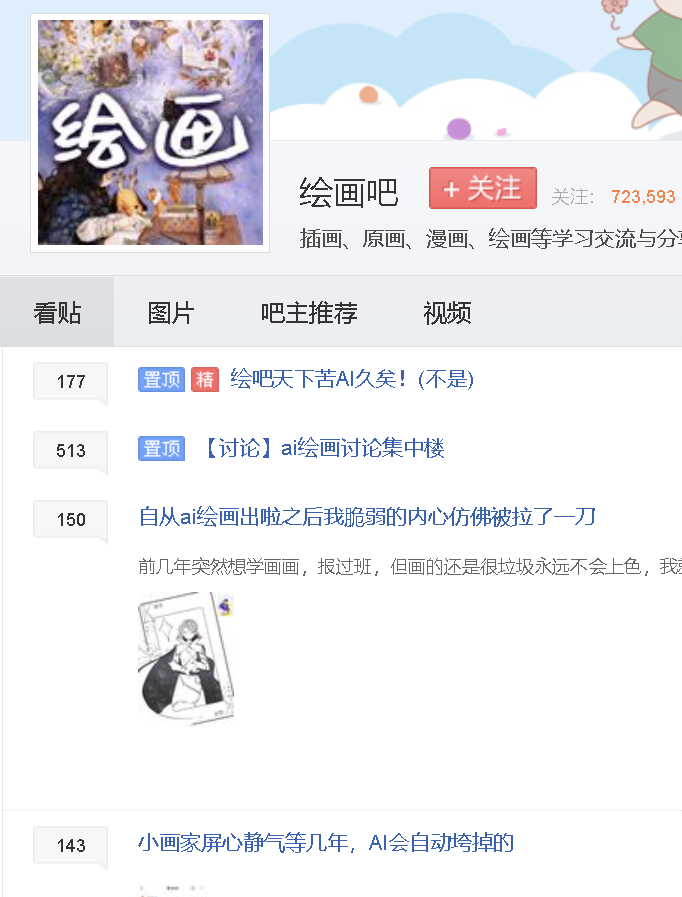 绘画
绘画吧
+ 关注
关注: 723,593
插画、原画、漫画、绘画等学习交流与分享
看贴 图片 吧主推荐 视频
177 置顶 精 绘吧天下苦AI久矣！(不是)
513 置顶 【讨论】ai绘画讨论集中楼
150 自从ai绘画出啦之后我脆弱的内心仿佛被拉了一刀
前几年突然想学画画，报过班，但画的还是很垃圾永远不会上色，我
143 小画家屏心静气等几年，AI会自动垮掉的